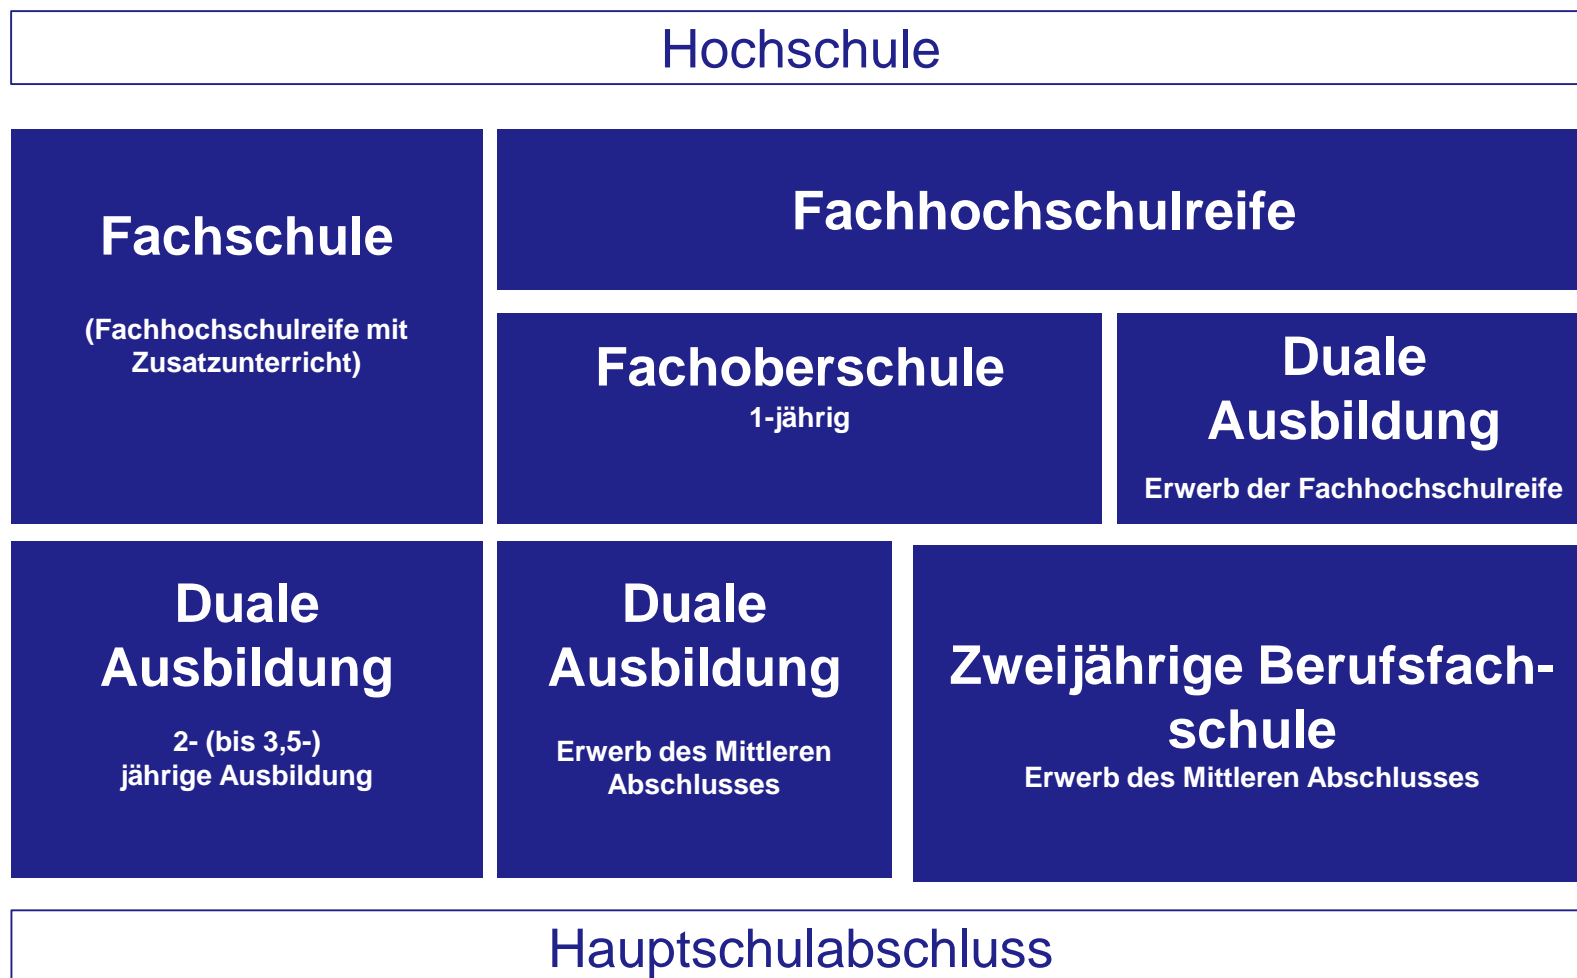 Hochschule
Fachschule
(Fachhochschulreife mit
Zusatzunterricht)
Fachhochschulreife
Fachoberschule
1-jährig
Duale
Ausbildung
Erwerb der Fachhochschulreife
Duale
Ausbildung
2- (bis 3,5-)
jährige Ausbildung
Duale
Ausbildung
Erwerb des Mittleren
Abschlusses
Zweijährige Berufsfach-
schule
Erwerb des Mittleren Abschlusses
Hauptschulabschluss